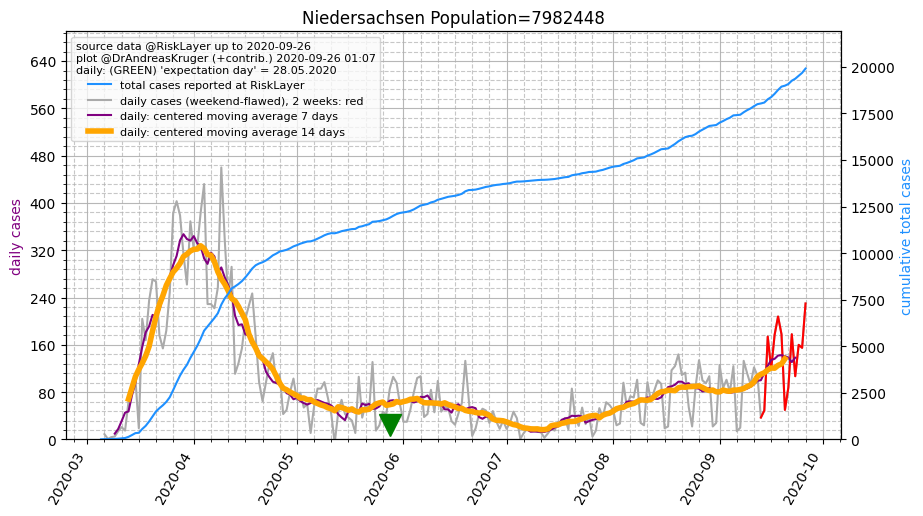 Niedersachsen Population=7982448
source data @RiskLayer up to 2020-09-26
plot @DrAndreasKruger (+contrib.) 2020-09-26 01:07
daily: (GREEN) 'expectation day' = 28.05.2020
total cases reported at RiskLayer
daily cases (weekend-flawed), 2 weeks: red
daily: centered moving average 7 days
daily: centered moving average 14 days
daily cases
640
560
480
400
320
240
160
80
0
20000
17500
15000
12500
10000
7500
5000
2500
0
cumulative total cases
2020-03
2020-04
2020-05
2020-06
2020-07
2020-08
2020-09
2020-10